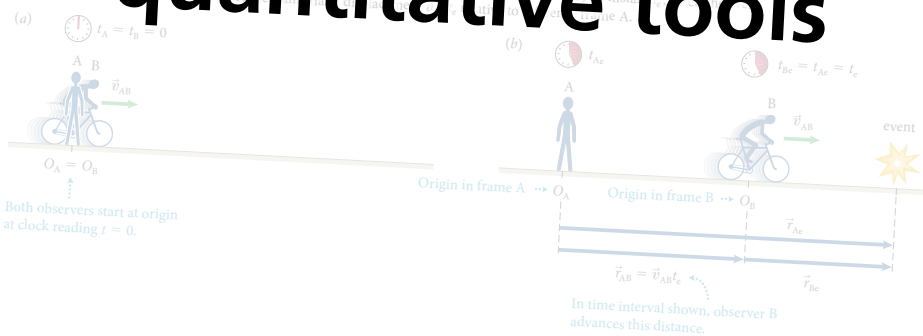 quantitative tools
(a)
t_A = t_B = 0
A B
v⃗_AB
O_A = O_B
Both observers start at origin
at clock reading t = 0.
frame A.
(b)
t_Ae
t_Be = t_Ae = t_e
A
B
v⃗_AB
event
Origin in frame A
O_A
Origin in frame B
O_B
r⃗_Ae
r⃗_AB = v⃗_AB t_e
r⃗_Be
In time interval shown, observer B
advances this distance.